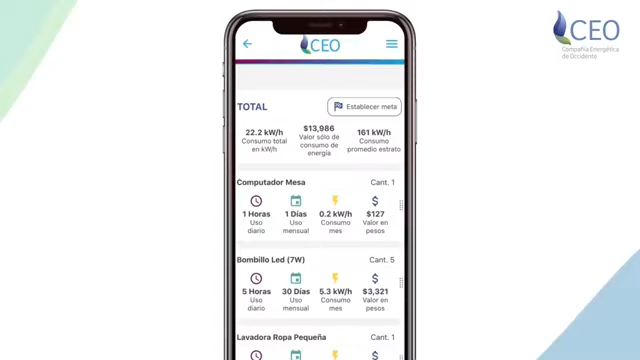 CEO
CEO
Compañía Energética
de Occidente
TOTAL
Establecer meta
22.2 kW/h
Consumo total
en kW/h
$13,986
Valor sólo de
consumo de
energía
161 kW/h
Consumo
promedio estrato
Computador Mesa
Cant. 1
1 Horas
Uso
diario
1 Días
Uso
mensual
0.2 kW/h
Consumo
mes
$127
Valor en
pesos
Bombillo Led (7W)
Cant. 5
5 Horas
Uso
diario
30 Días
Uso
mensual
5.3 kW/h
Consumo
mes
$3,321
Valor en
pesos
Lavadora Ropa Pequeña
Cant. 1